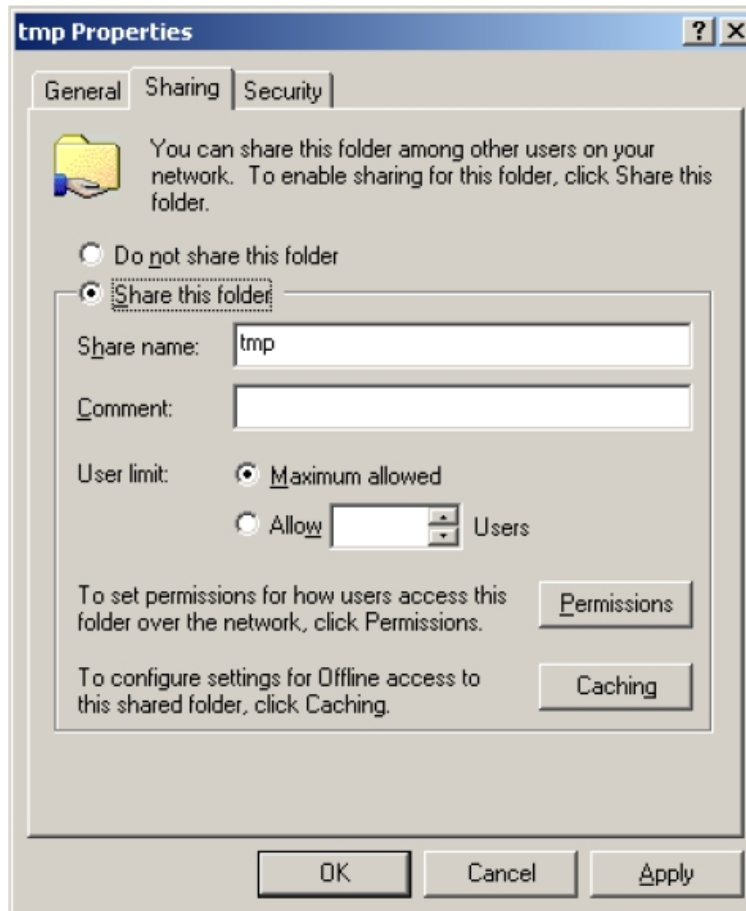 tmp Properties
General Sharing Security
You can share this folder among other users on your
network. To enable sharing for this folder, click Share this
folder.
Do not share this folder
Share this folder
Share name: tmp
Comment:
User limit: Maximum allowed
Allow Users
To set permissions for how users access this
folder over the network, click Permissions.
Permissions
To configure settings for Offline access to
this shared folder, click Caching.
Caching
OK Cancel Apply